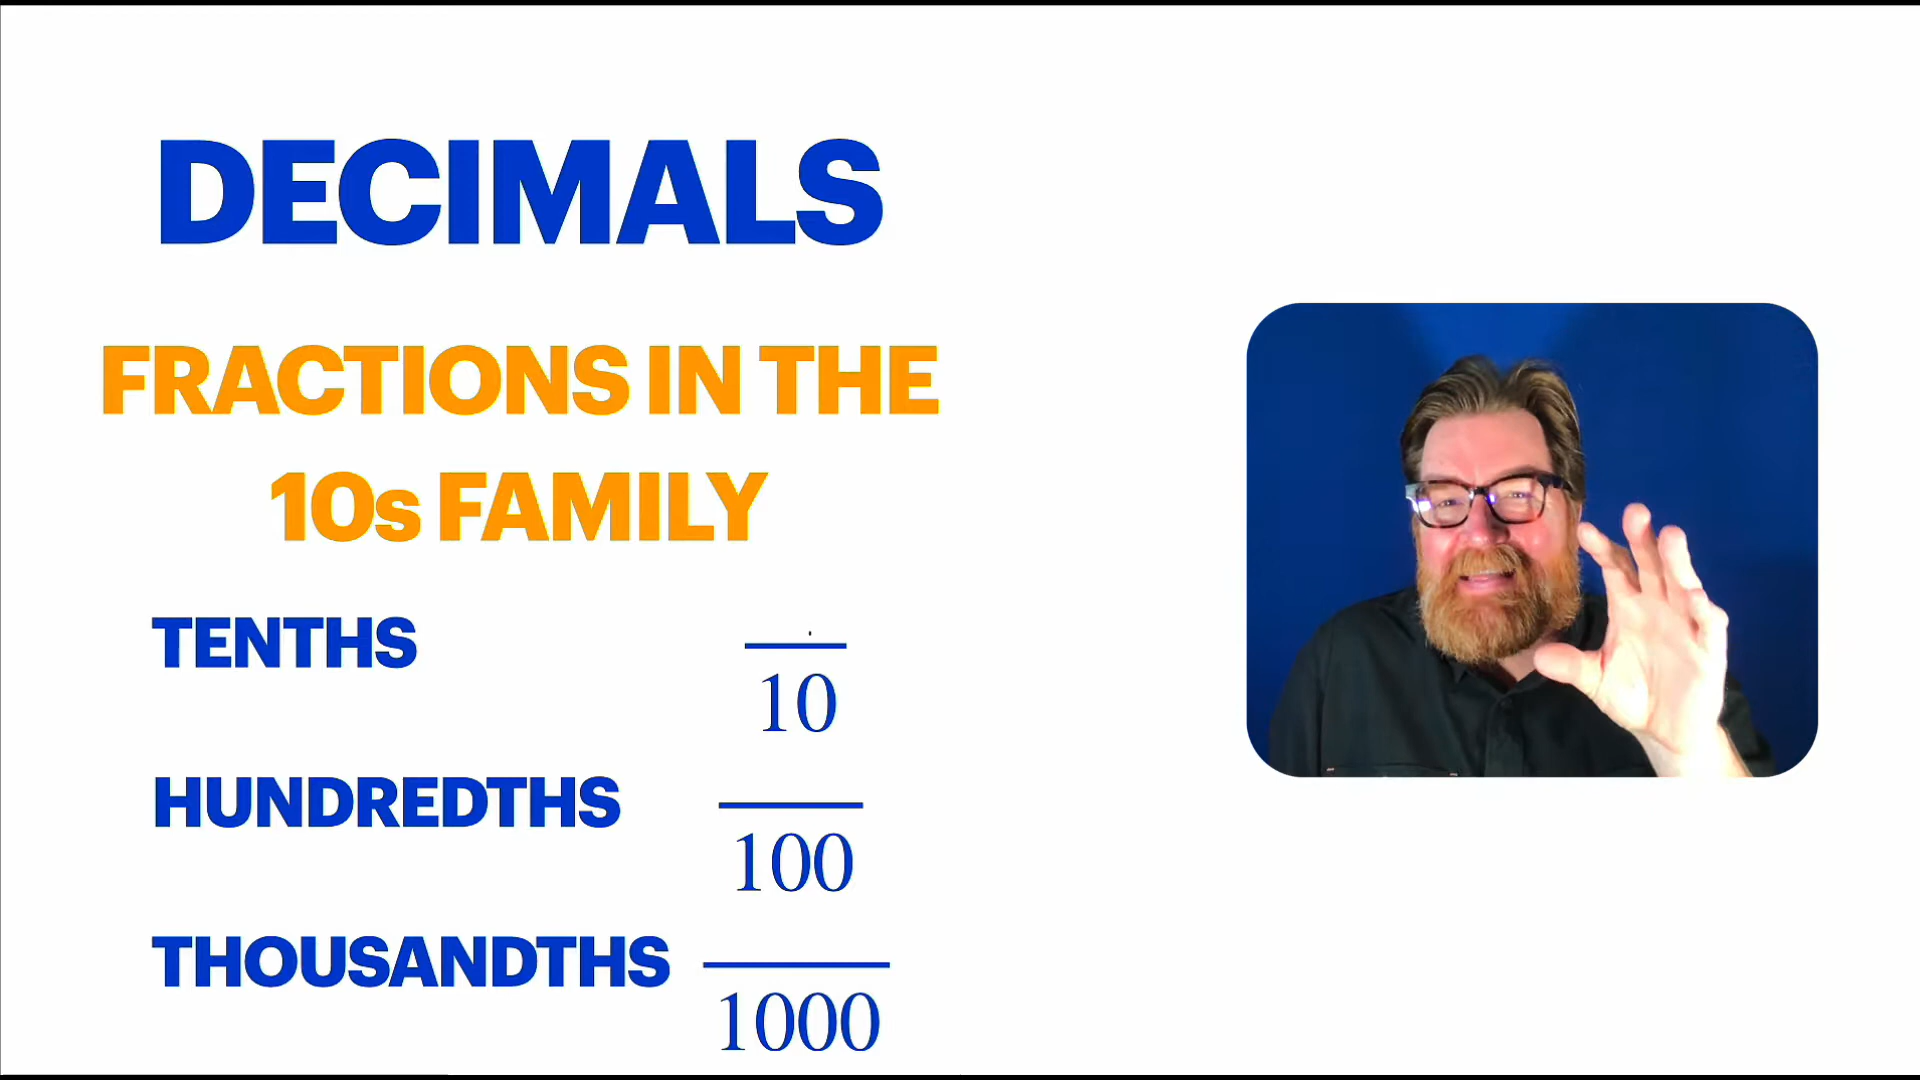 DECIMALS
FRACTIONS IN THE
10s FAMILY
TENTHS
10
HUNDREDTHS
100
THOUSANDTHS
1000